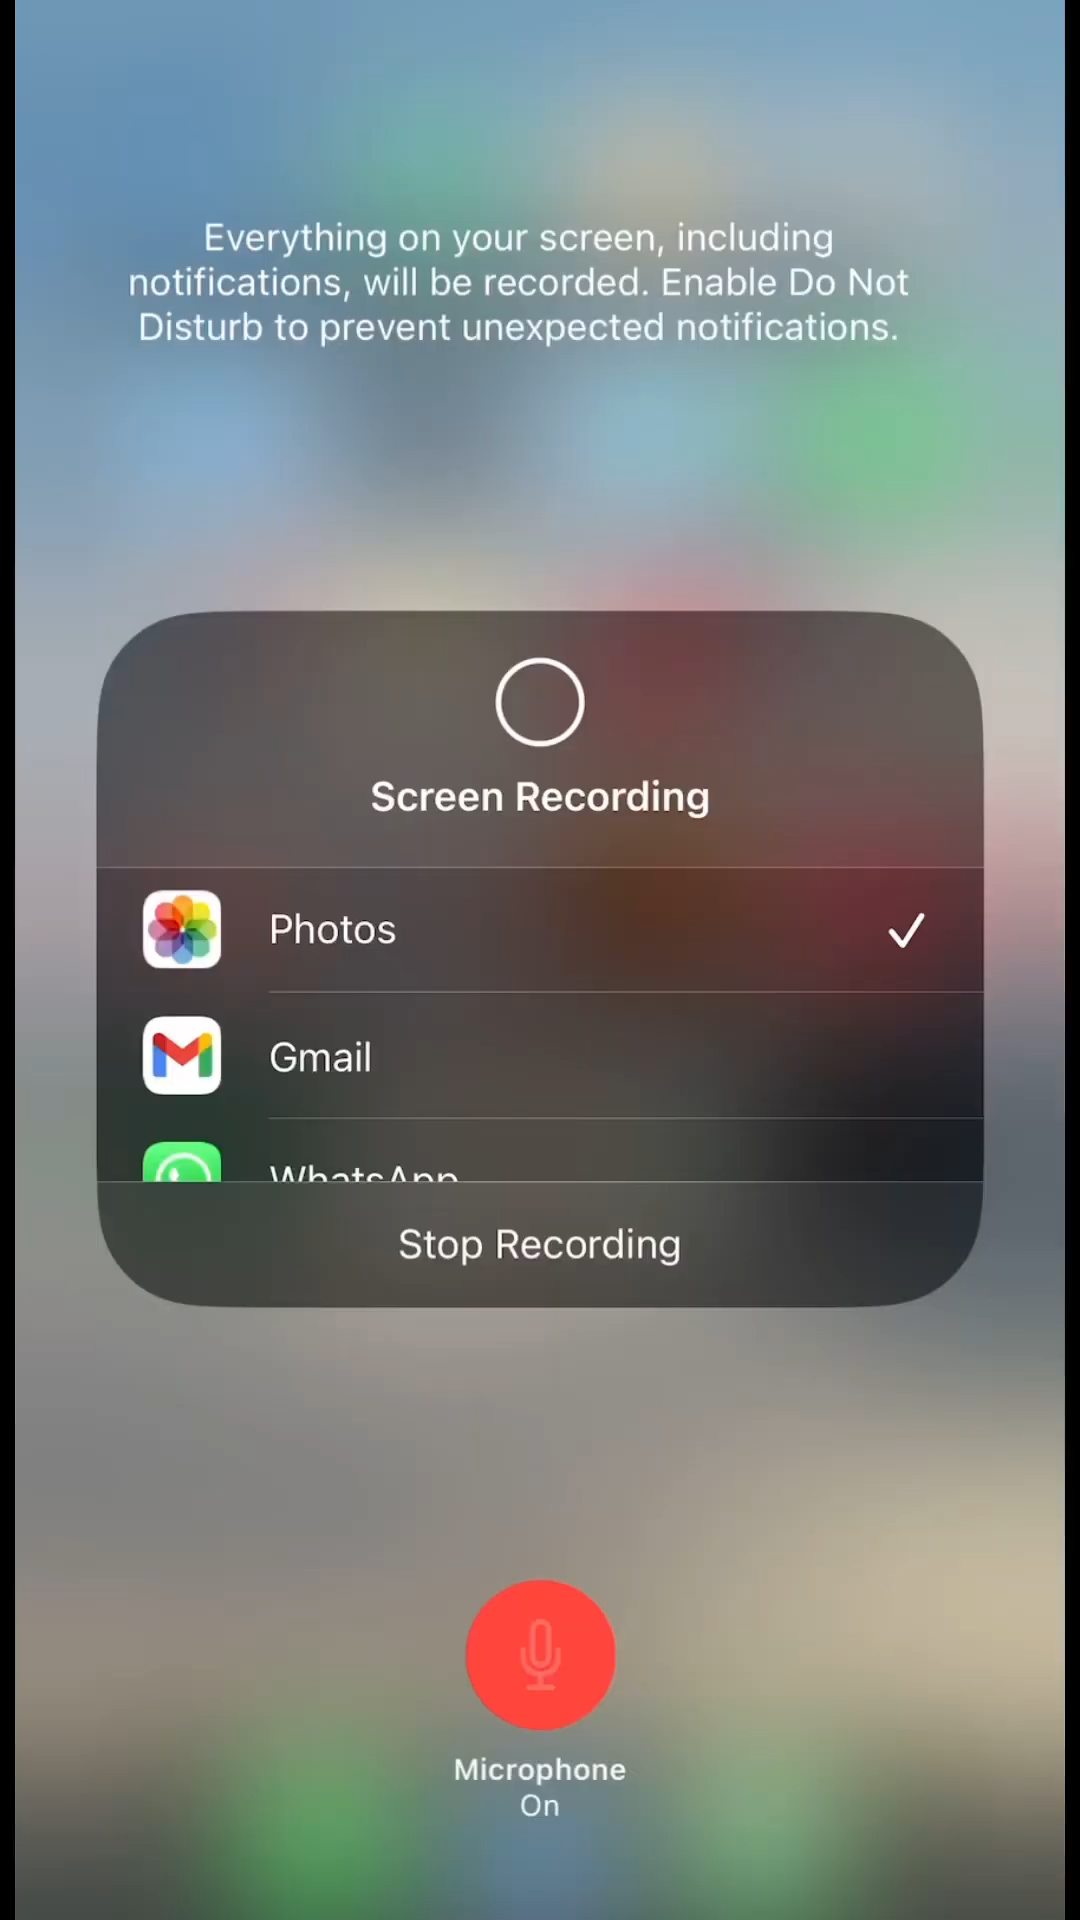 Everything on your screen, including
notifications, will be recorded. Enable Do Not
Disturb to prevent unexpected notifications.
Screen Recording
Photos
Gmail
WhatsApp
Stop Recording
Microphone
On